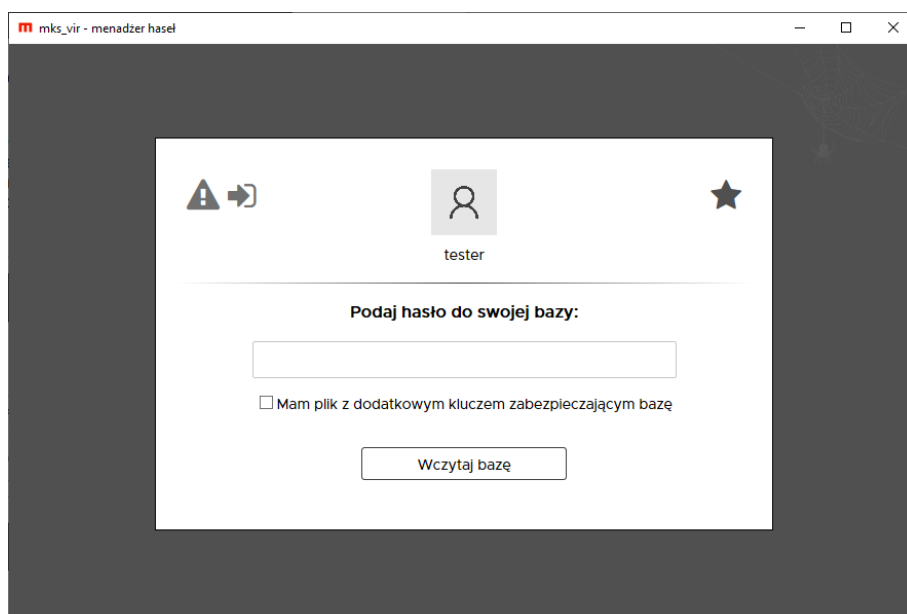 mks_vir - menadżer haseł
tester
Podaj hasło do swojej bazy:
Mam plik z dodatkowym kluczem zabezpieczającym bazę
Wczytaj bazę